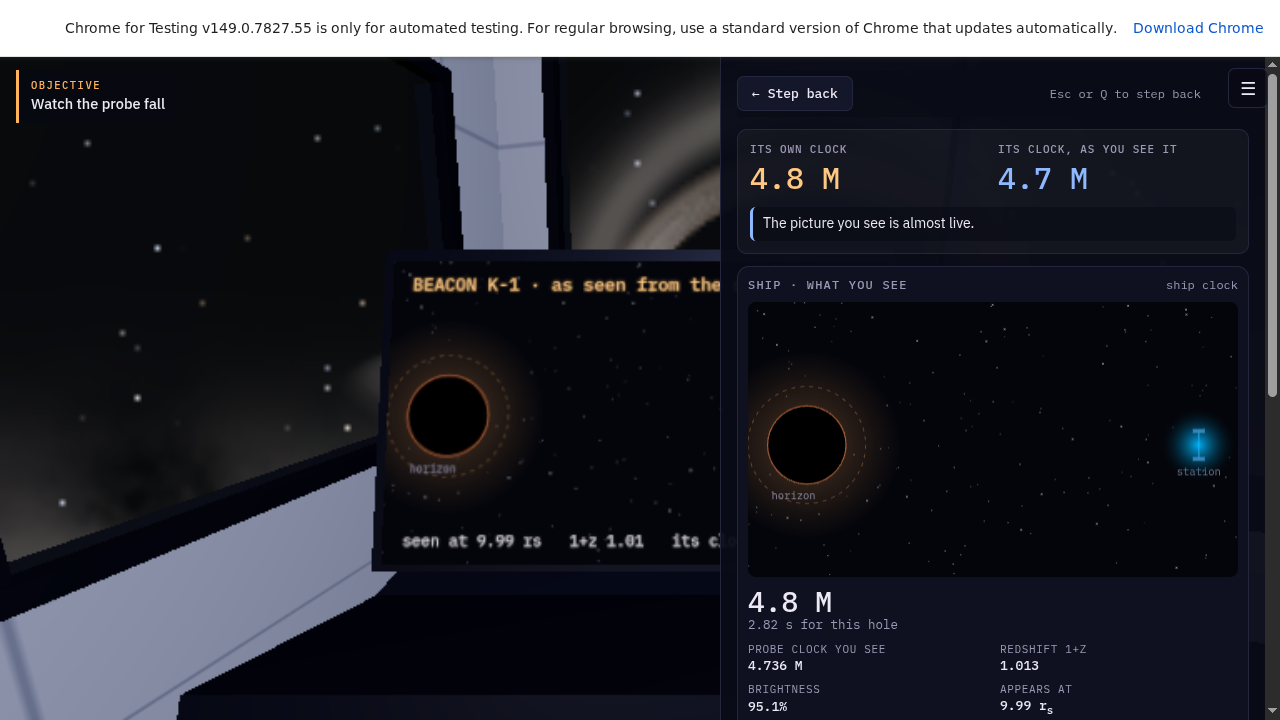 Chrome for Testing v149.0.7827.55 is only for automated testing. For regular browsing, use a standard version of Chrome that updates automatically. Download Chrome
OBJECTIVE
Watch the probe fall
BEACON K-1 · as seen from the
horizon
seen at 9.99 rs 1+z 1.01 its
← Step back
Esc or Q to step back
☰
ITS OWN CLOCK
4.8 M
ITS CLOCK, AS YOU SEE IT
4.7 M
The picture you see is almost live.
SHIP · WHAT YOU SEE
ship clock
station
horizon
4.8 M
2.82 s for this hole
PROBE CLOCK YOU SEE
4.736 M
REDSHIFT 1+Z
1.013
BRIGHTNESS
95.1%
APPEARS AT
9.99 rs